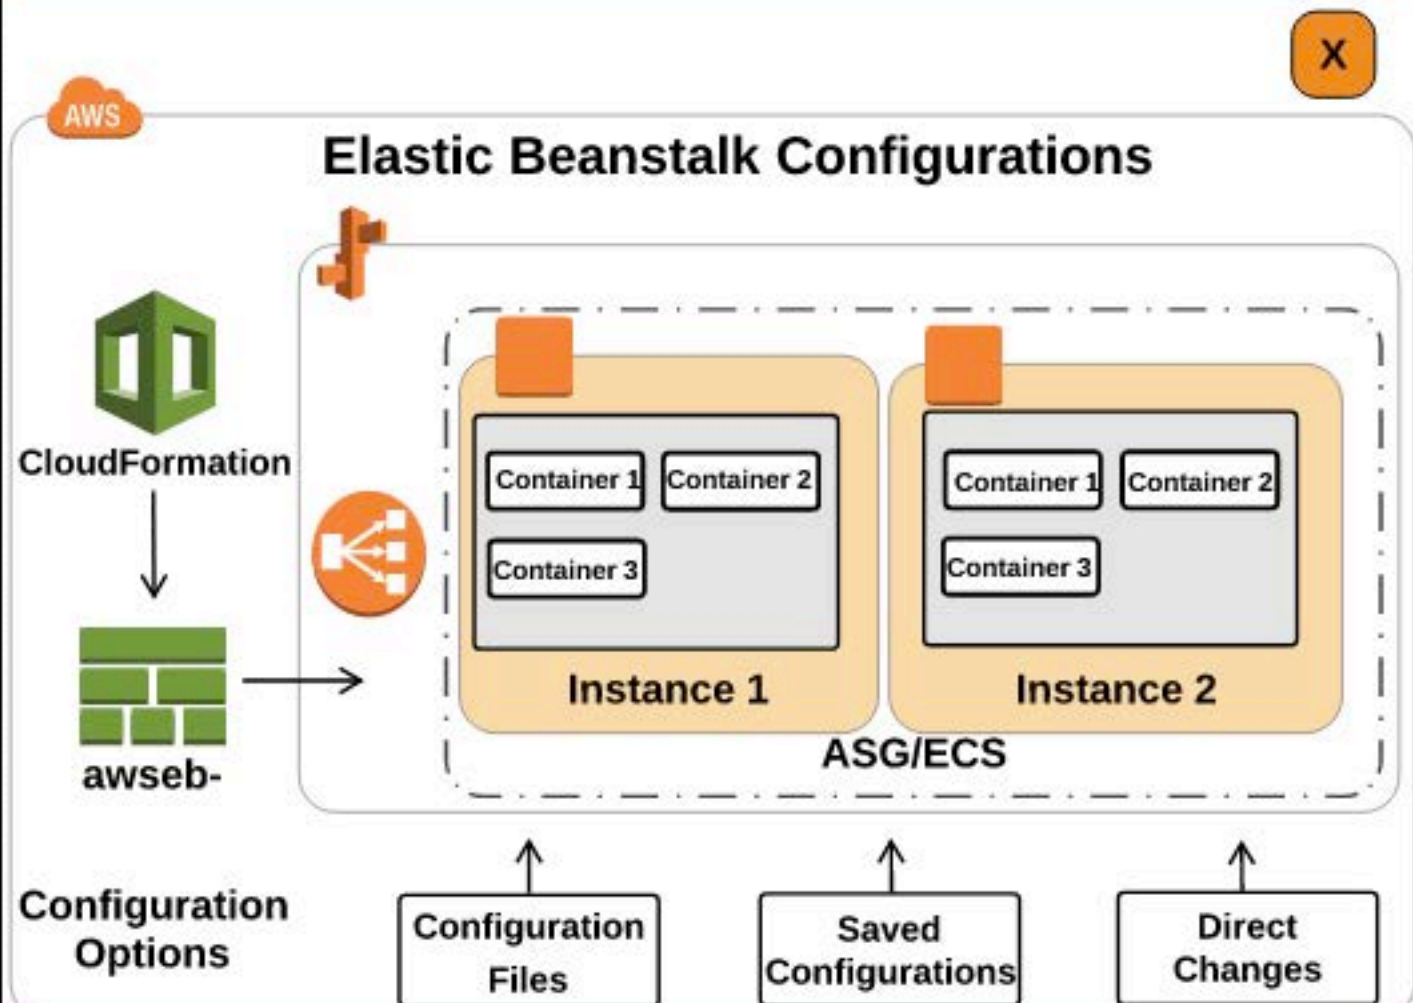 X
AWS
Elastic Beanstalk Configurations
CloudFormation
awseb-
Container 1
Container 2
Container 3
Instance 1
Container 1
Container 2
Container 3
Instance 2
ASG/ECS
Configuration
Options
Configuration
Files
Saved
Configurations
Direct
Changes